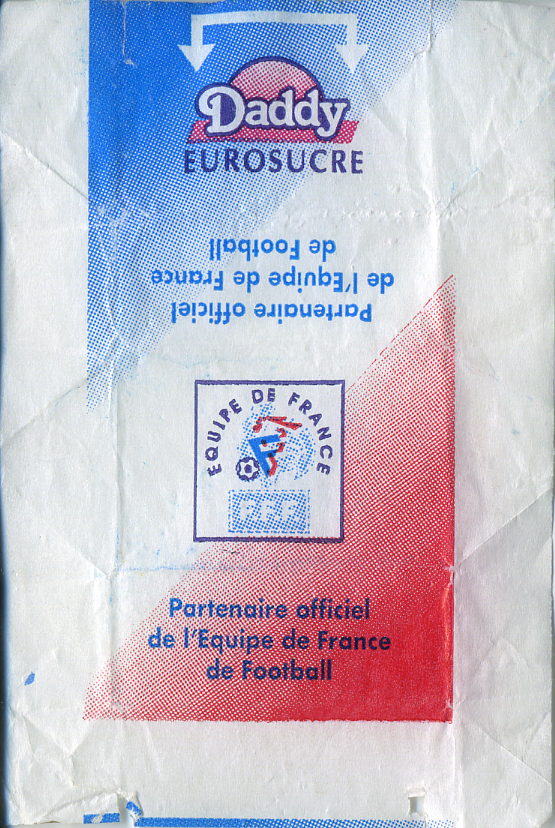 Daddy
EUROSUCRE
Partenaire officiel
de l'Equipe de France
de Football
EQUIPE DE FRANCE
F
FFF
Partenaire officiel
de l'Equipe de France
de Football